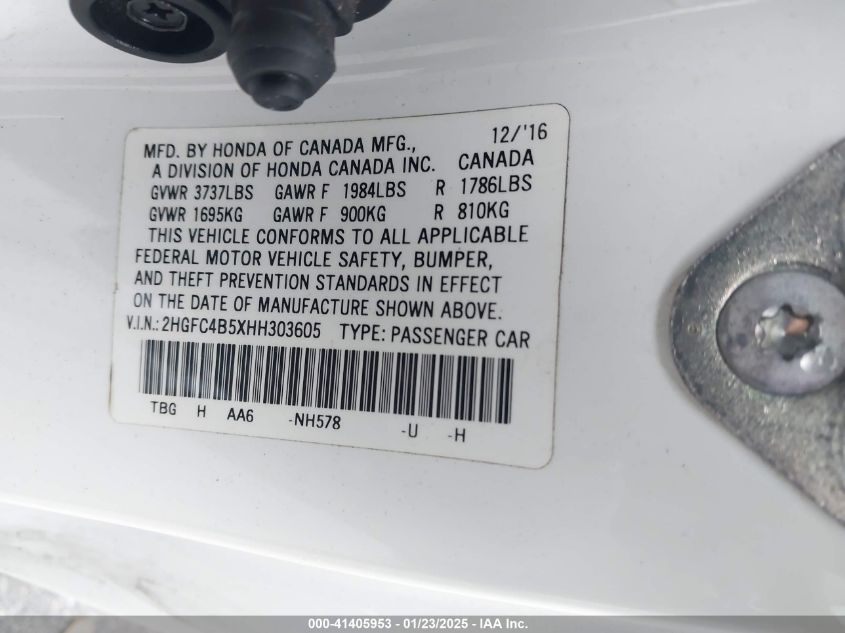 12/'16
MFD. BY HONDA OF CANADA MFG.,
A DIVISION OF HONDA CANADA INC. CANADA
GVWR 3737LBS GAWR F 1984LBS R 1786LBS
GVWR 1695KG GAWR F 900KG R 810KG
THIS VEHICLE CONFORMS TO ALL APPLICABLE
FEDERAL MOTOR VEHICLE SAFETY, BUMPER,
AND THEFT PREVENTION STANDARDS IN EFFECT
ON THE DATE OF MANUFACTURE SHOWN ABOVE.
V.I.N.: 2HGFC4B5XHH303605 TYPE: PASSENGER CAR
TBG H AA6 -NH578 -U -H
000-41405953 - 01/23/2025 - IAA Inc.